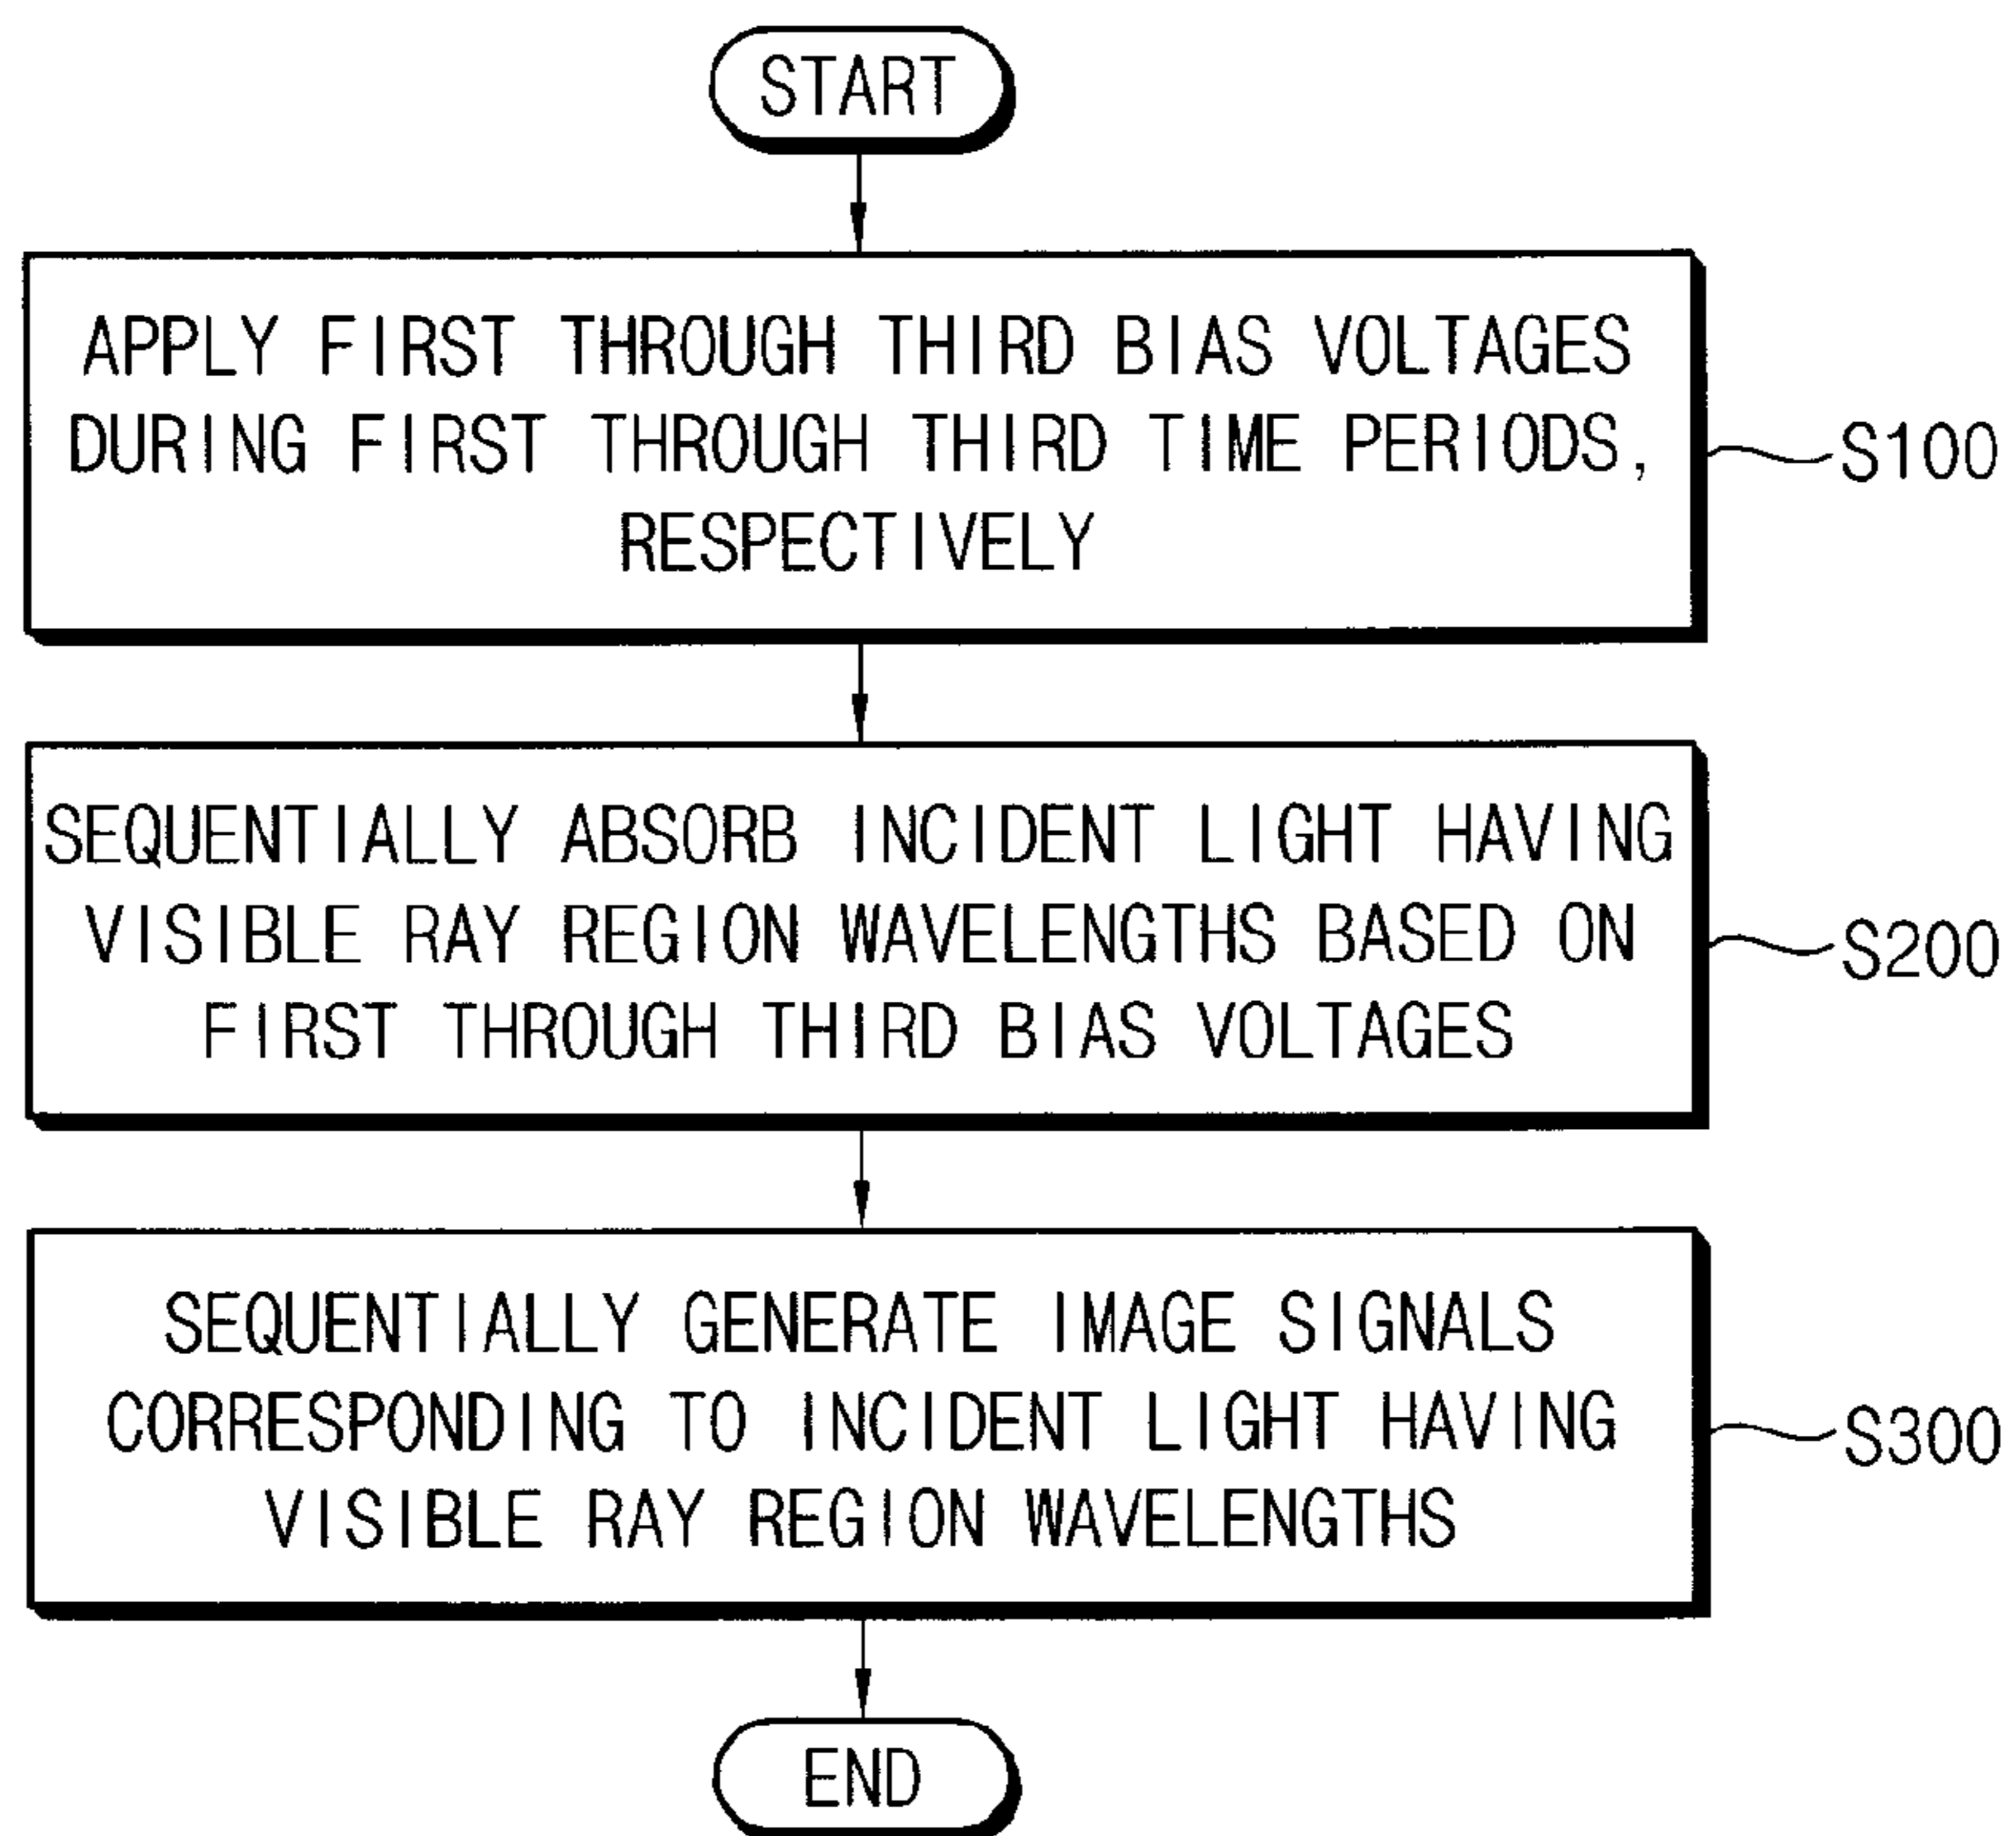 START
APPLY FIRST THROUGH THIRD BIAS VOLTAGES
DURING FIRST THROUGH THIRD TIME PERIODS,
RESPECTIVELY
S100
SEQUENTIALLY ABSORB INCIDENT LIGHT HAVING
VISIBLE RAY REGION WAVELENGTHS BASED ON
FIRST THROUGH THIRD BIAS VOLTAGES
S200
SEQUENTIALLY GENERATE IMAGE SIGNALS
CORRESPONDING TO INCIDENT LIGHT HAVING
VISIBLE RAY REGION WAVELENGTHS
S300
END